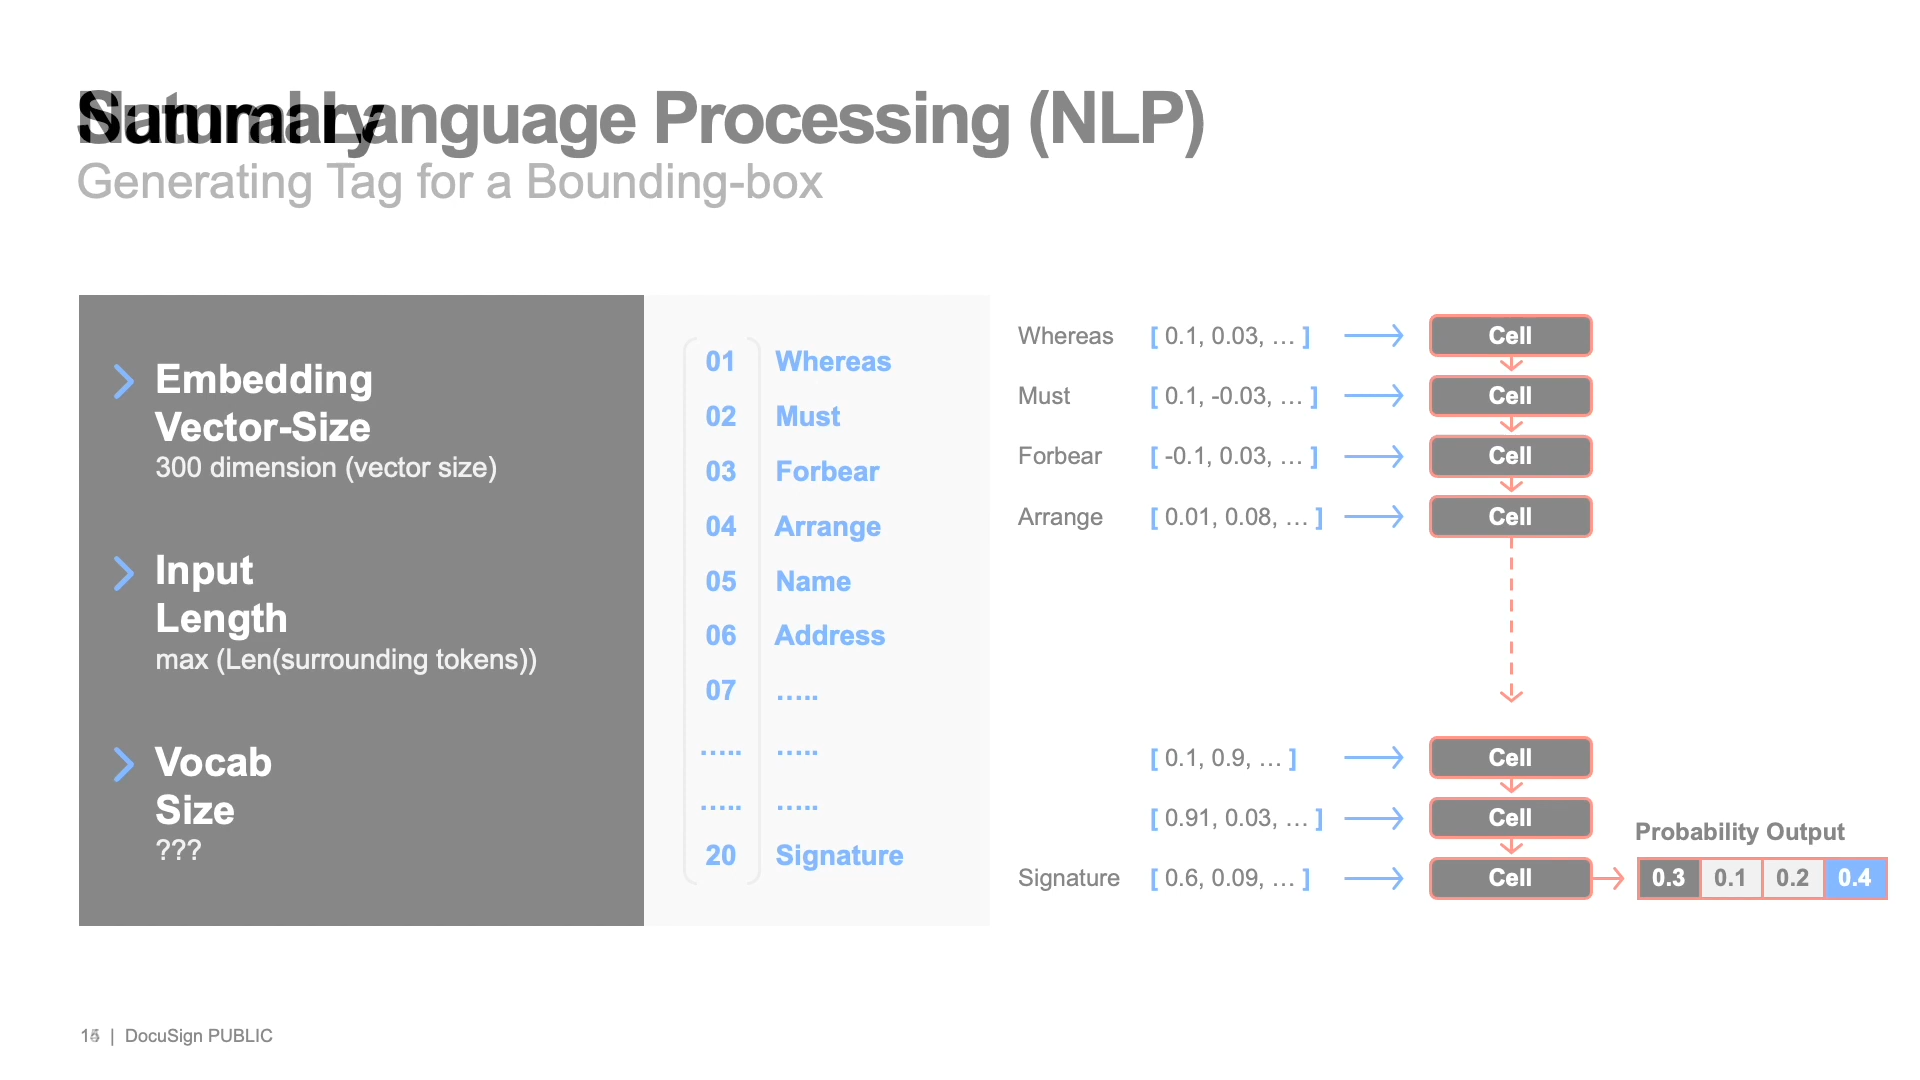 Summary
Natural Language Processing (NLP)
Generating Tag for a Bounding-box
Embedding
Vector-Size
300 dimension (vector size)
Input
Length
max (Len(surrounding tokens))
Vocab
Size
???
01 Whereas
02 Must
03 Forbear
04 Arrange
05 Name
06 Address
07 .....
..... .....
..... .....
20 Signature
Whereas [ 0.1, 0.03, … ] Cell
Must [ 0.1, -0.03, … ] Cell
Forbear [ -0.1, 0.03, … ] Cell
Arrange [ 0.01, 0.08, … ] Cell
[ 0.1, 0.9, … ] Cell
[ 0.91, 0.03, … ] Cell
Signature [ 0.6, 0.09, … ] Cell
Probability Output
0.3 0.1 0.2 0.4
| DocuSign PUBLIC